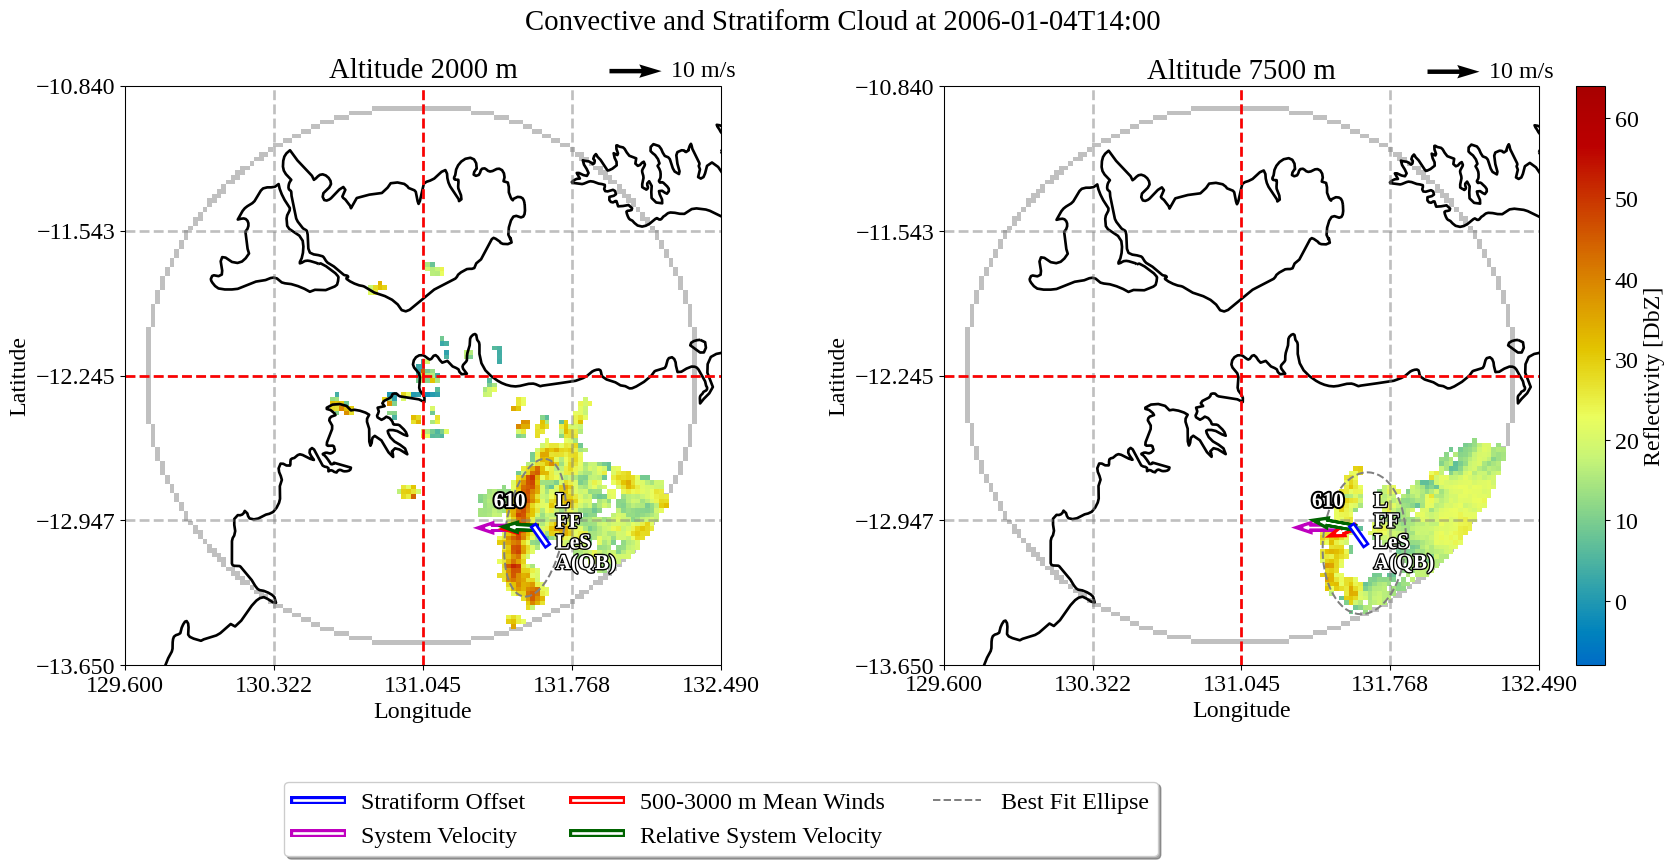 Convective and Stratiform Cloud at 2006-01-04T14:00
Altitude 2000 m
10 m/s
Altitude 7500 m
10 m/s
−10.840
−11.543
−12.245
−12.947
−13.650
Latitude
129.600
130.322
131.045
131.768
132.490
Longitude
610
L
FF
LeS
A(QB)
−10.840
−11.543
−12.245
−12.947
−13.650
Latitude
129.600
130.322
131.045
131.768
132.490
Longitude
610
L
FF
LeS
A(QB)
60
50
40
30
20
10
0
Reflectivity [DbZ]
Stratiform Offset
500-3000 m Mean Winds
Best Fit Ellipse
System Velocity
Relative System Velocity